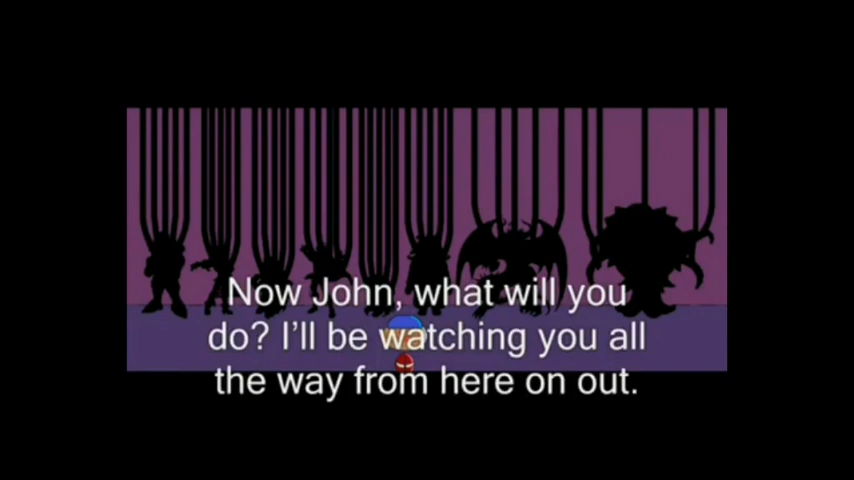 Now John, what will you
do? I'll be watching you all
the way from here on out.